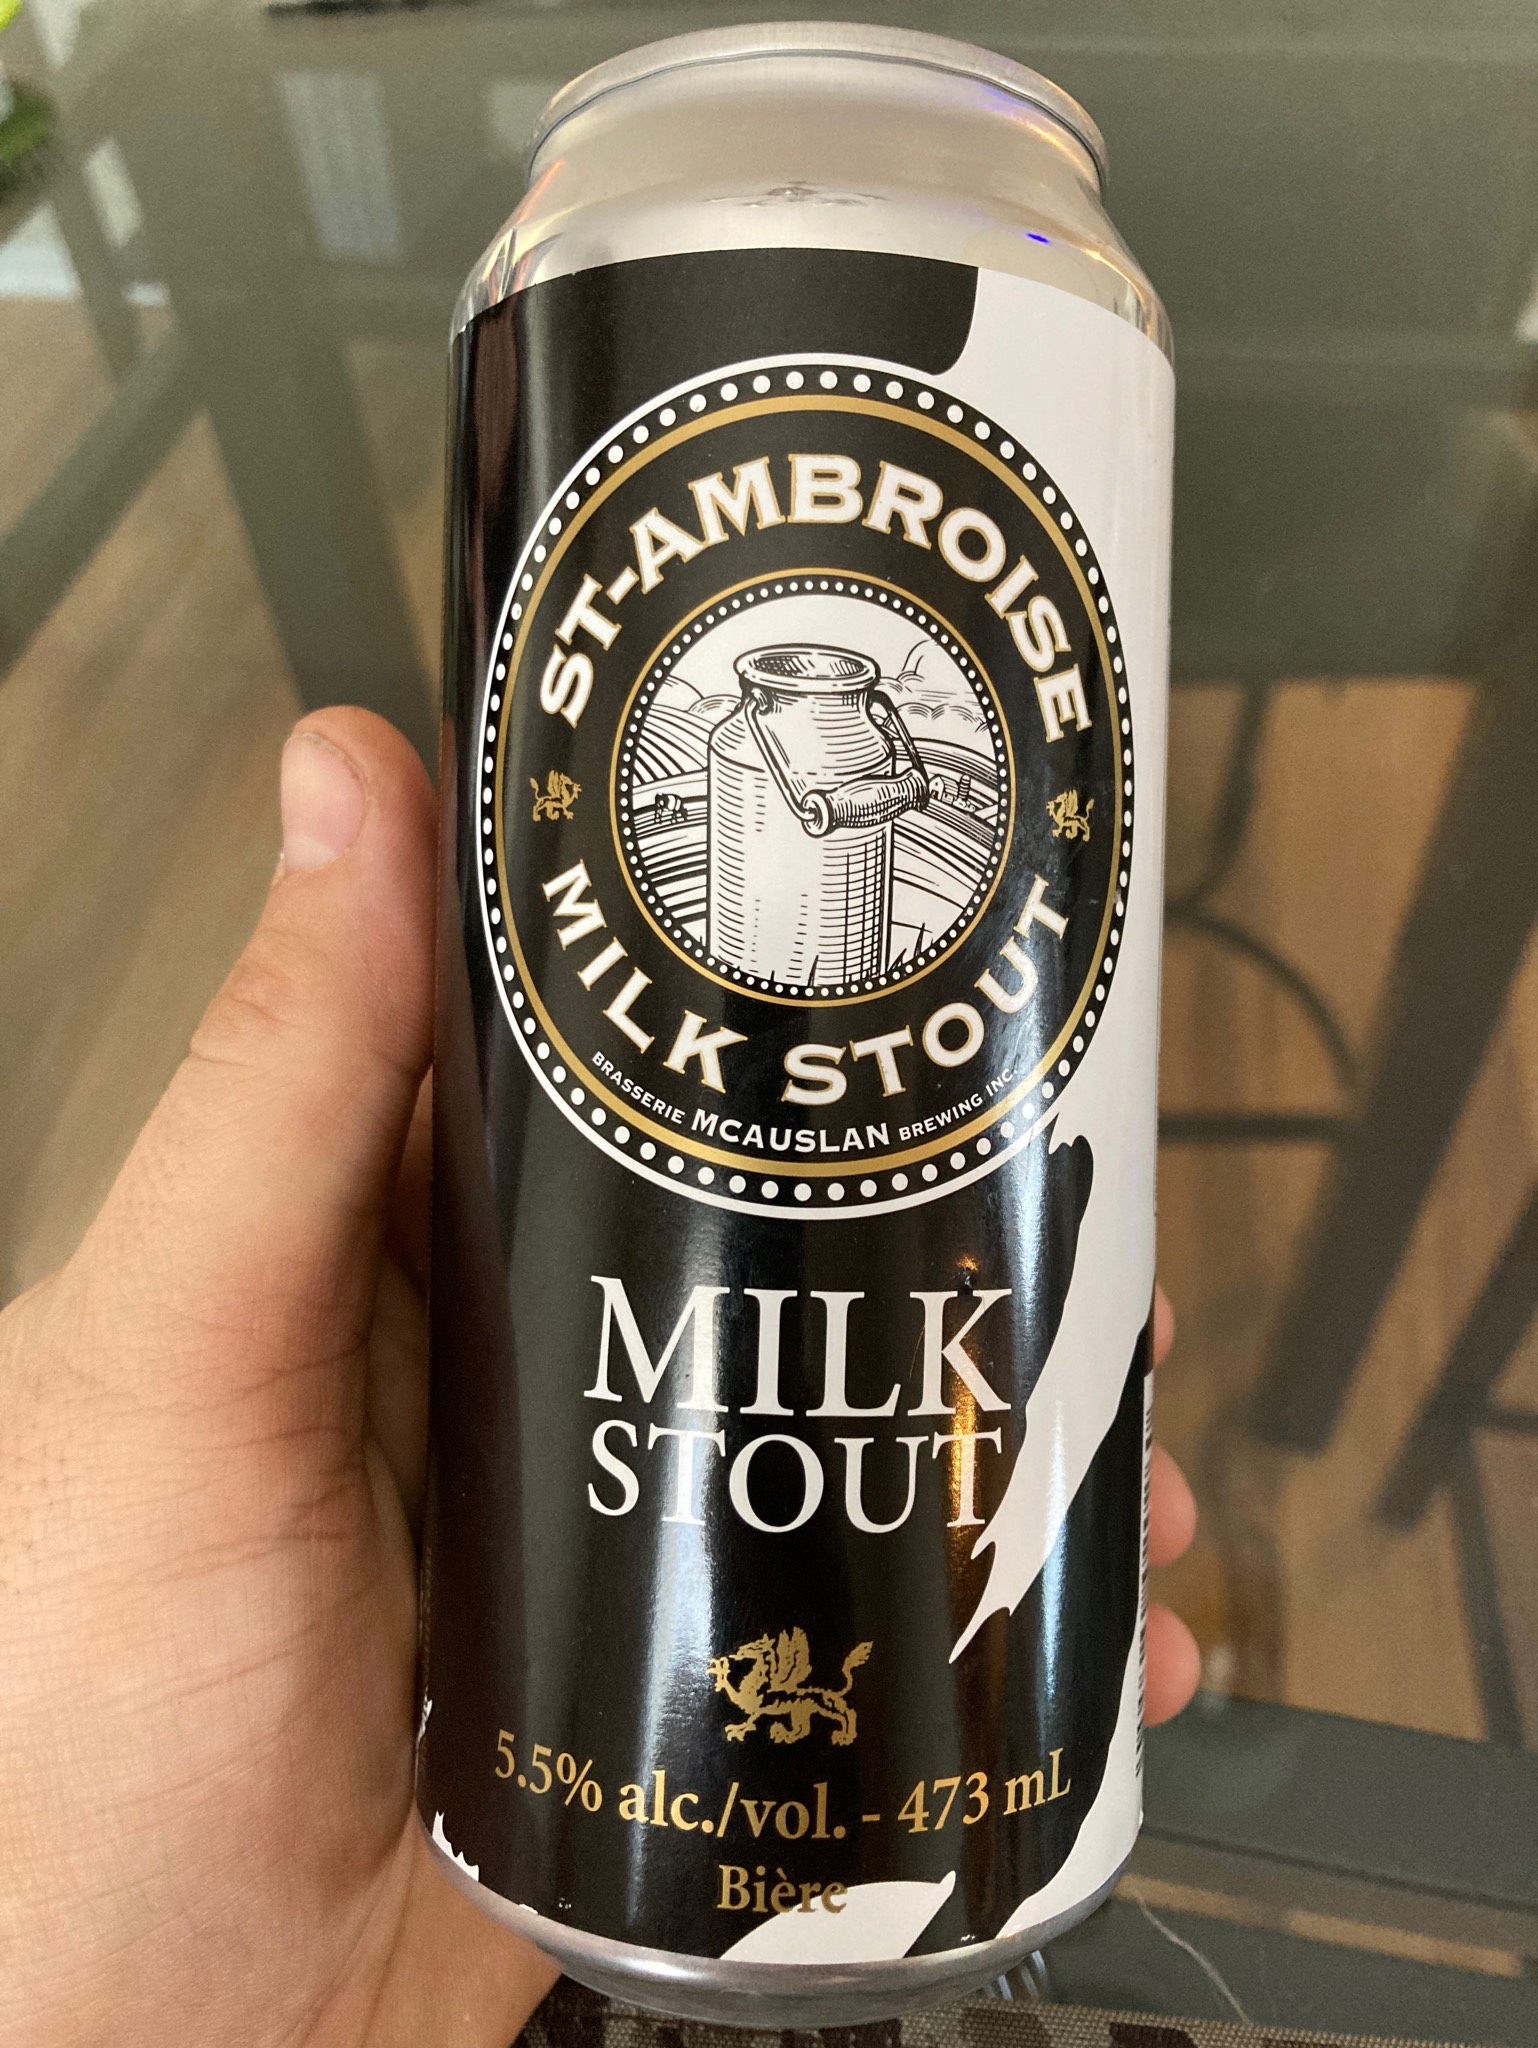 ST-AMBROISE
MILK STOUT
BRASSERIE MCAUSLAN BREWING INC.
MILK
STOUT
5.5% alc./vol. - 473 mL
Bière